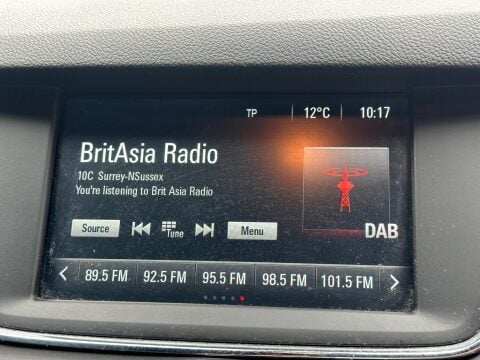 TP 12°C 10:17
BritAsia Radio
10C Surrey-NSussex
You're listening to Brit Asia Radio
Source Tune Menu
DAB
89.5 FM 92.5 FM 95.5 FM 98.5 FM 101.5 FM